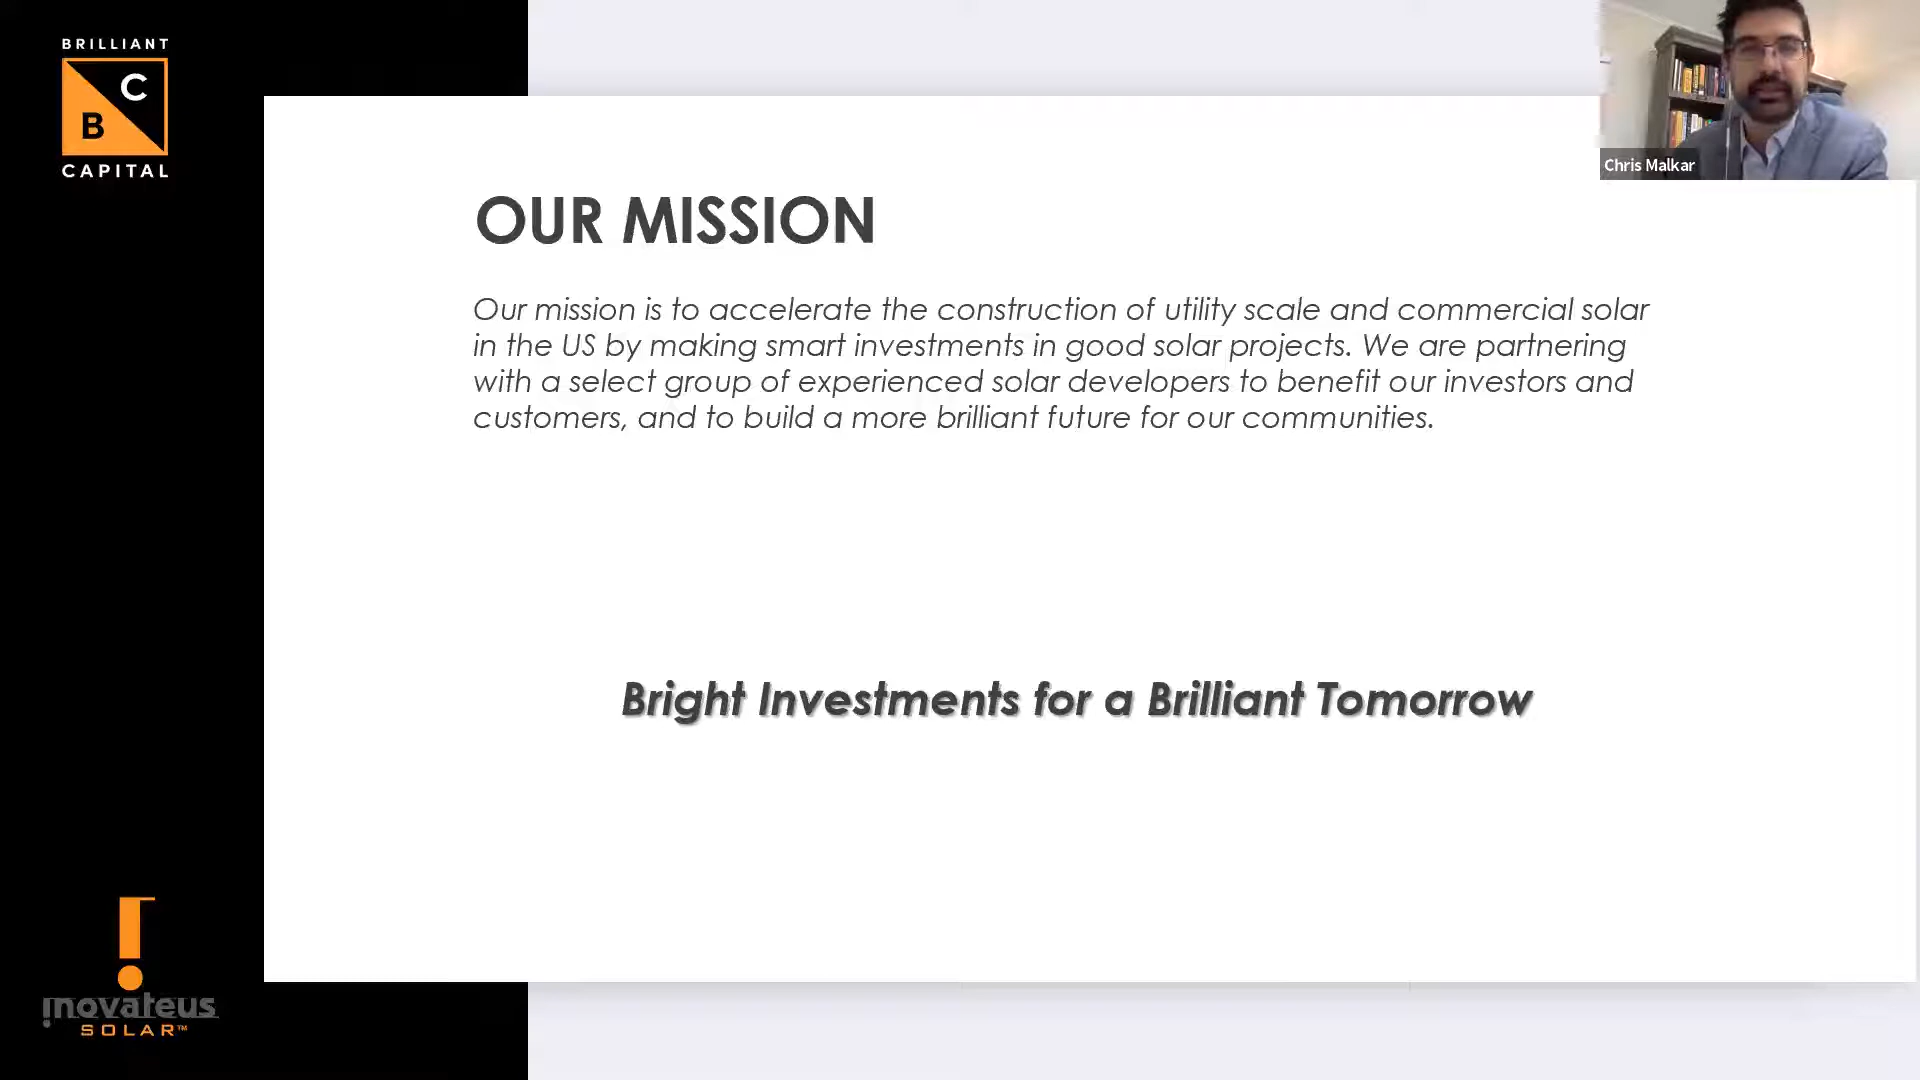 BRILLIANT
C
B
CAPITAL
Chris Malkar
OUR MISSION
Our mission is to accelerate the construction of utility scale and commercial solar
in the US by making smart investments in good solar projects. We are partnering
with a select group of experienced solar developers to benefit our investors and
customers, and to build a more brilliant future for our communities.
Bright Investments for a Brilliant Tomorrow
inovateus
SOLAR™